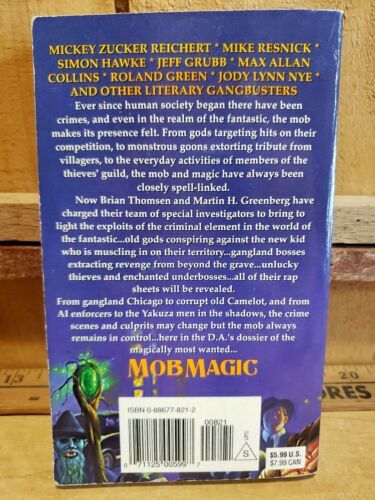 MICKEY ZUCKER REICHERT * MIKE RESNICK *
SIMON HAWKE * JEFF GRUBB * MAX ALLAN
COLLINS * ROLAND GREEN * JODY LYNN NYE *
AND OTHER LITERARY GANGBUSTERS
Ever since human society began there have been
crimes, and even in the realm of the fantastic, the mob
makes its presence felt. From gods targeting hits on their
competition, to monstrous goons extorting tribute from
villagers, to the everyday activities of members of the
thieves' guild, the mob and magic have always been
closely spell-linked.
Now Brian Thomsen and Martin H. Greenberg have
charged their team of special investigators to bring to
light the exploits of the criminal element in the world of
the fantastic...old gods conspiring against the new kid
who is muscling in on their territory...gangland bosses
extracting revenge from beyond the grave...unlucky
thieves and enchanted underbosses...all of their rap
sheets will be revealed.
From gangland Chicago to corrupt old Camelot, and from
AI enforcers to the Yakuza men in the shadows, the crime
scenes and culprits may change but the mob always
remains in control...here in the D.A.'s dossier of the
magically most wanted...
MOB MAGIC
ISBN 0-88677-821-2
00821
UPC
S
0 71125 00599 7
$5.99 U.S.
$7.99 CAN
13
20
URES